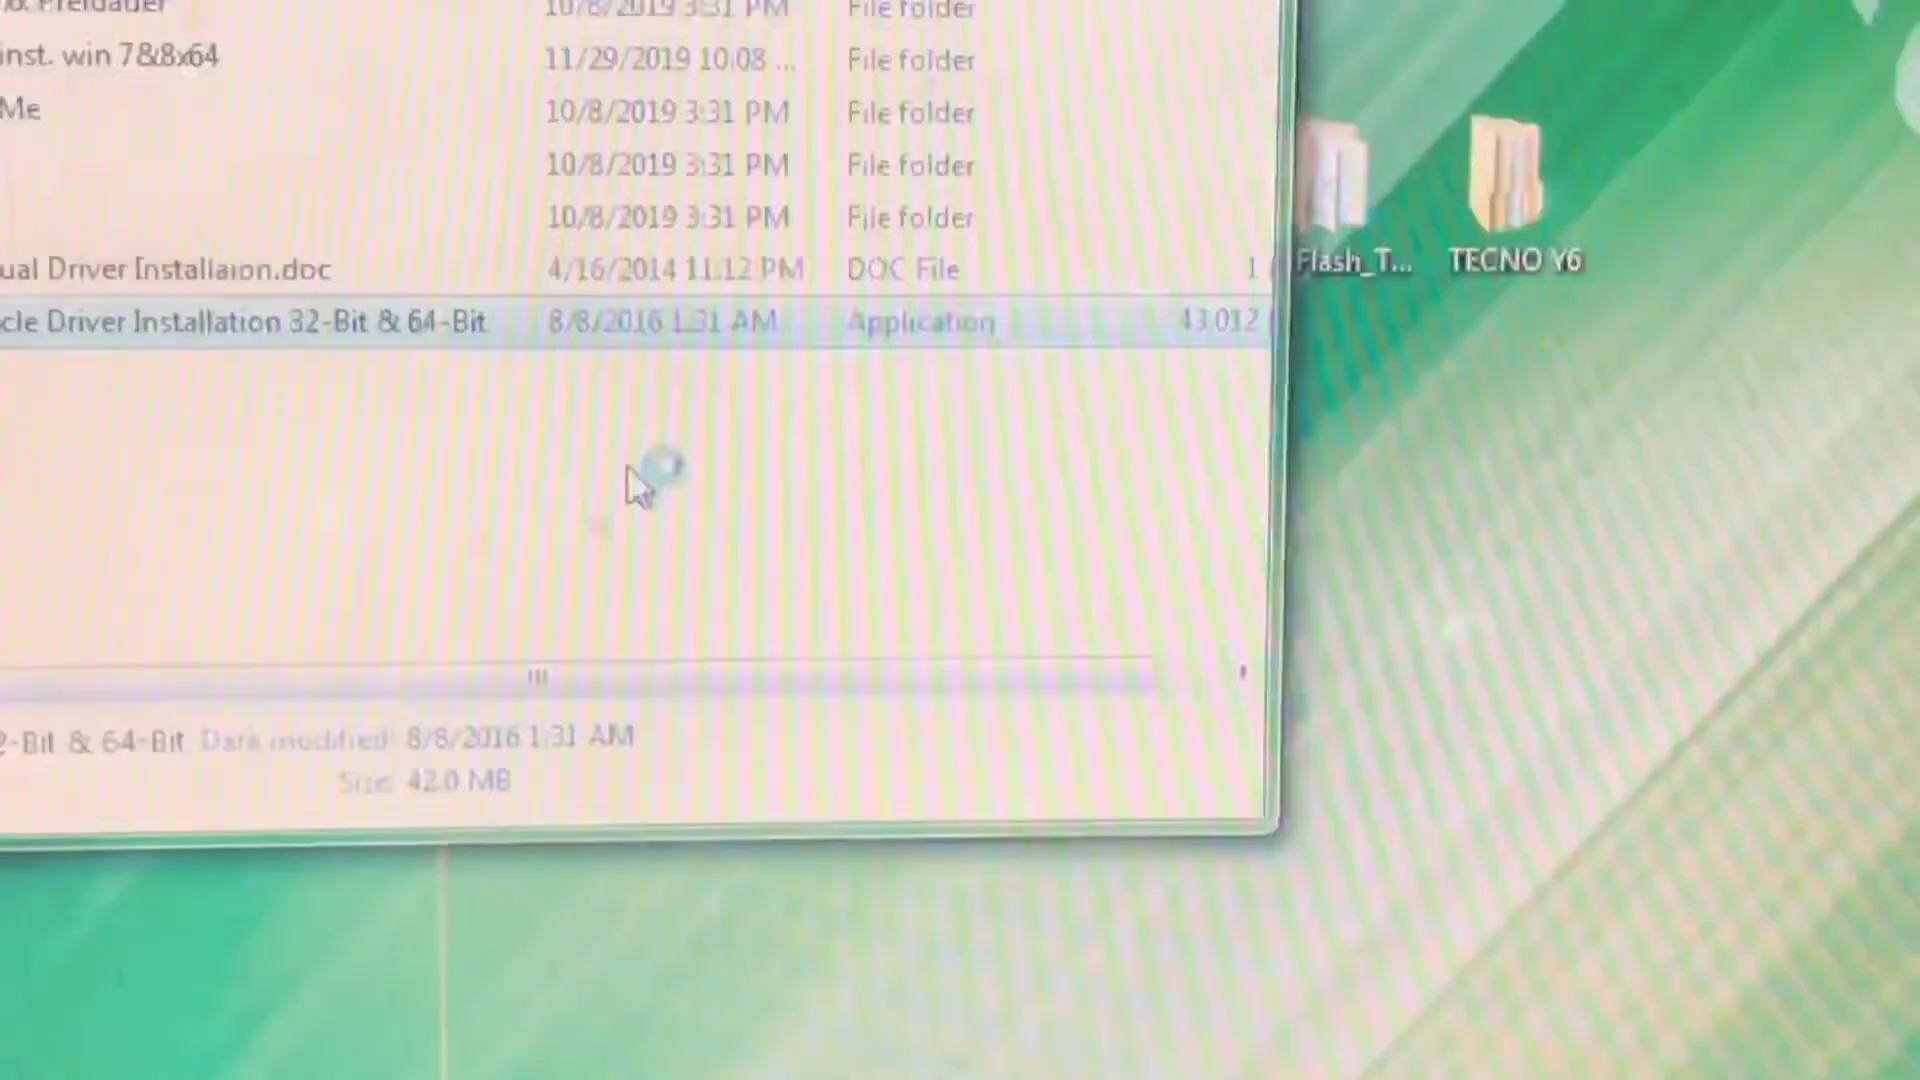 & Preloader 10/8/2019 3:31 PM File folder
inst. win 7&8x64 11/29/2019 10:08 ... File folder
Me 10/8/2019 3:31 PM File folder
10/8/2019 3:31 PM File folder
10/8/2019 3:31 PM File folder
ual Driver Installaion.doc 4/16/2014 11:12 PM DOC File 1
cle Driver Installation 32-Bit & 64-Bit 8/8/2016 1:31 AM Application 43,012
Flash_T... TECNO Y6
2-Bit & 64-Bit Date modified: 8/8/2016 1:31 AM
Size: 42.0 MB